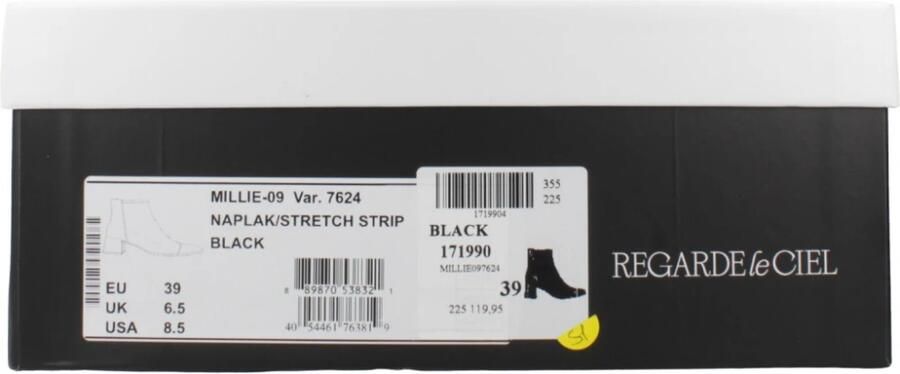 MILLIE-09 Var. 7624
NAPLAK/STRETCH STRIP
BLACK
EU 39
UK 6.5
USA 8.5
8 89870 53832 1
40 54461 76381 9
355
225
1719904
BLACK
171990
MILLIE097624
39
225 119,95
REGARDE le CIEL